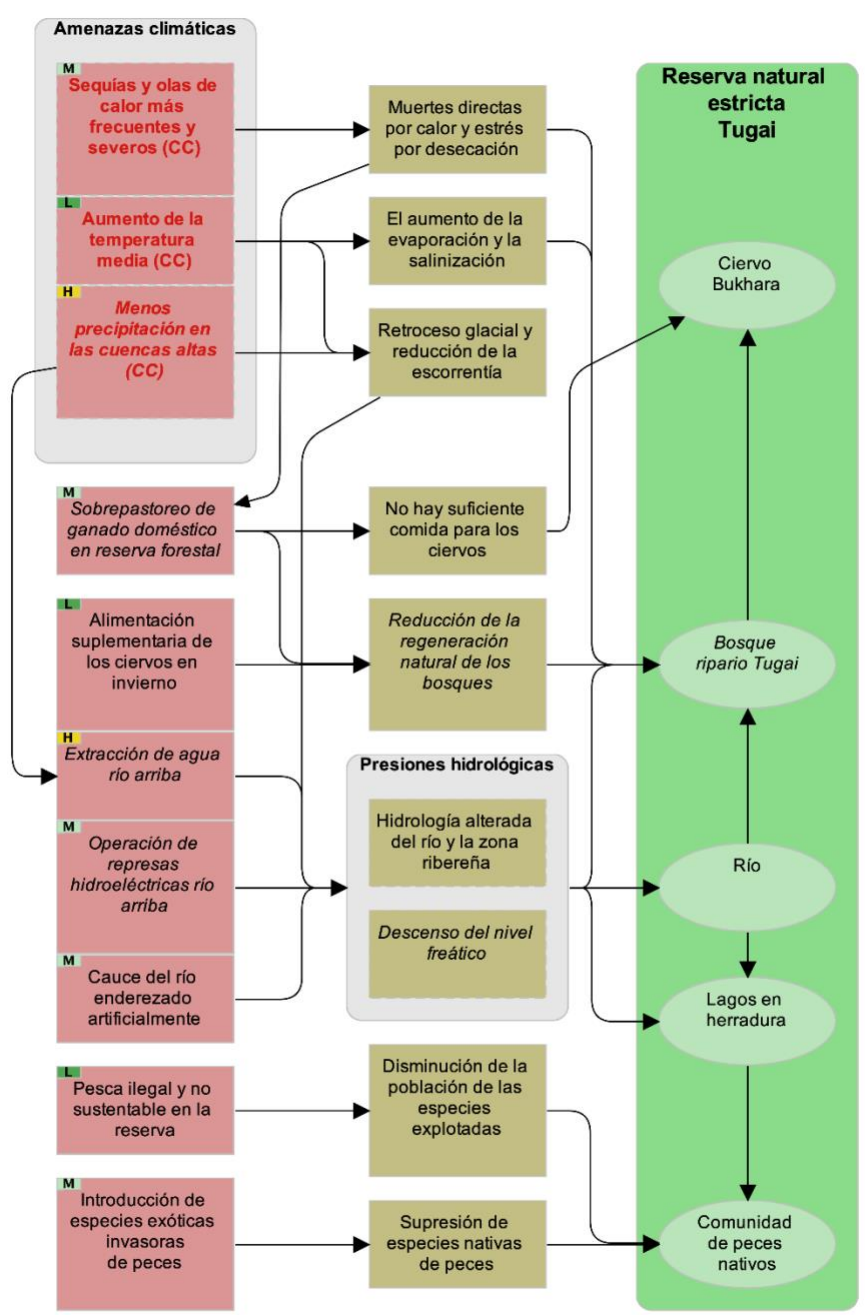 Amenazas climáticas
M
Sequías y olas de
calor más
frecuentes y
severos (CC)
L
Aumento de la
temperatura
media (CC)
H
Menos
precipitación en
las cuencas altas
(CC)
M
Sobrepastoreo de
ganado doméstico
en reserva forestal
L
Alimentación
suplementaria de
los ciervos en
invierno
H
Extracción de agua
río arriba
M
Operación de
represas
hidroeléctricas río
arriba
M
Cauce del río
enderezado
artificialmente
L
Pesca ilegal y no
sustentable en la
reserva
M
Introducción de
especies exóticas
invasoras
de peces
Muertes directas
por calor y estrés
por desecación
El aumento de la
evaporación y la
salinización
Retroceso glacial y
reducción de la
escorrentía
No hay suficiente
comida para los
ciervos
Reducción de la
regeneración
natural de los
bosques
Presiones hidrológicas
Hidrología alterada
del río y la zona
ribereña
Descenso del nivel
freático
Disminución de la
población de las
especies
explotadas
Supresión de
especies nativas
de peces
Reserva natural
estricta
Tugai
Ciervo
Bukhara
Bosque
ripario Tugai
Río
Lagos en
herradura
Comunidad
de peces
nativos